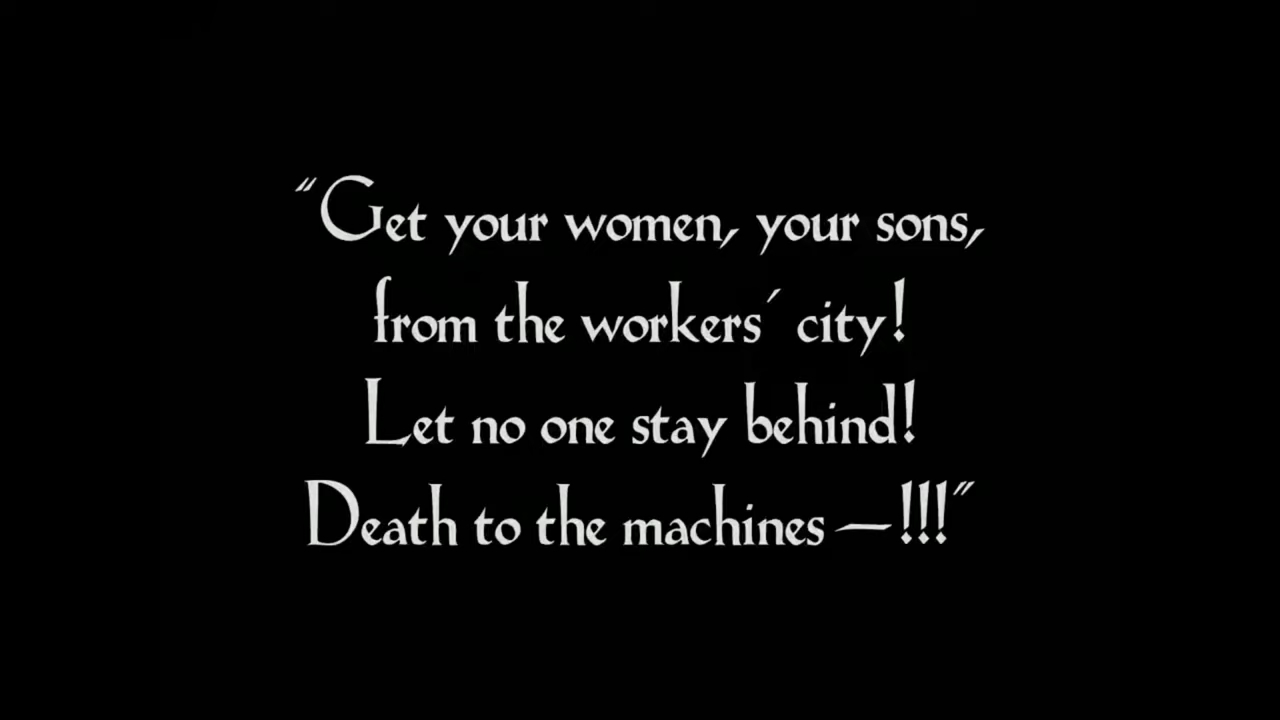 “Get your women, your sons,
from the workers´ city!
Let no one stay behind!
Death to the machines —!!!”